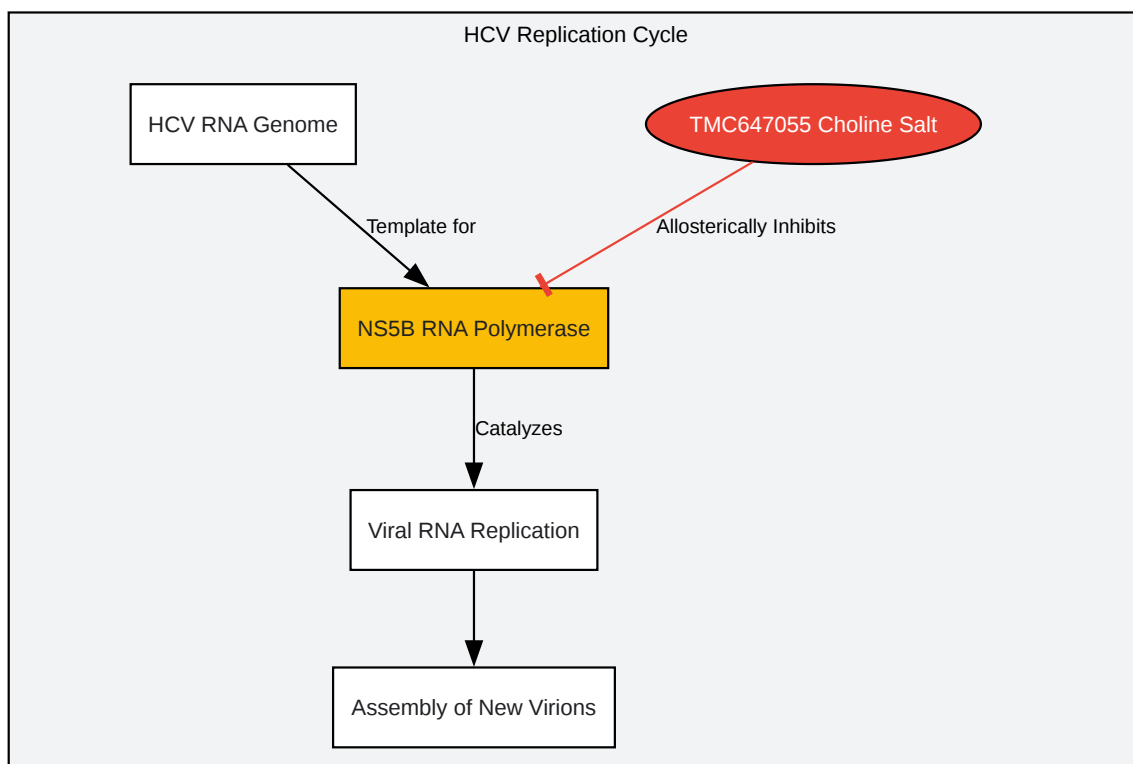 HCV Replication Cycle
HCV RNA Genome
TMC647055 Choline Salt
Template for
Allosterically Inhibits
NS5B RNA Polymerase
Catalyzes
Viral RNA Replication
Assembly of New Virions